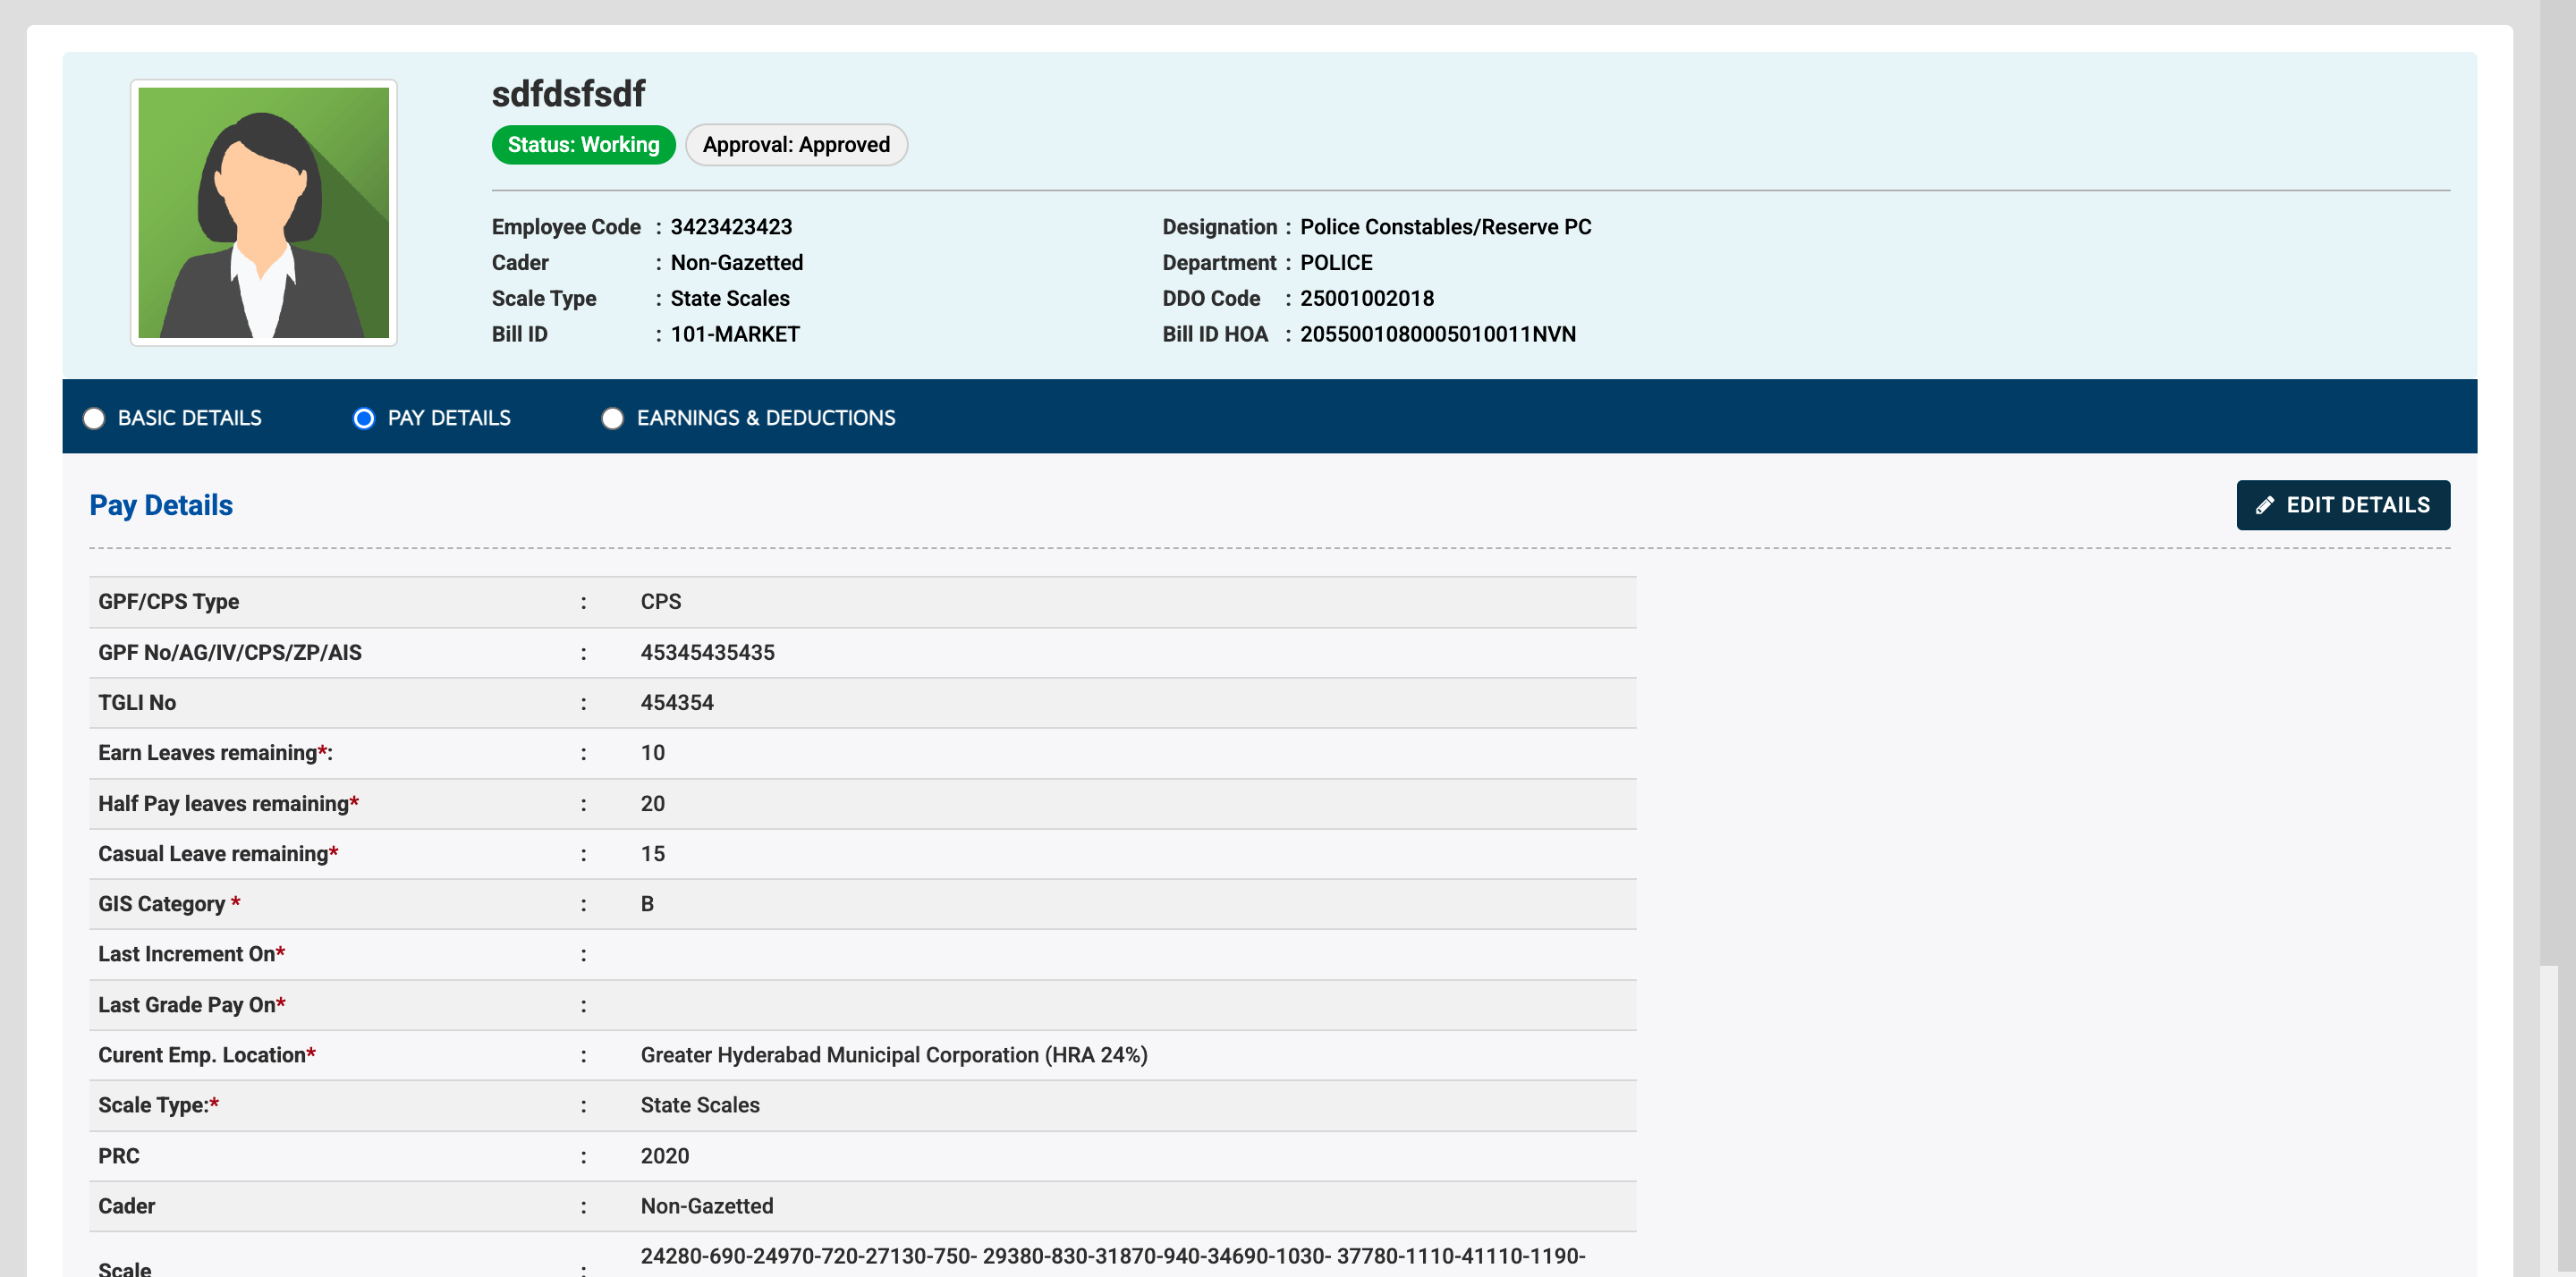 sdfdsfsdf
Status: Working Approval: Approved
Employee Code : 3423423423 Designation : Police Constables/Reserve PC
Cader : Non-Gazetted Department : POLICE
Scale Type : State Scales DDO Code : 25001002018
Bill ID : 101-MARKET Bill ID HOA : 2055001080005010011NVN
BASIC DETAILS PAY DETAILS EARNINGS & DEDUCTIONS
Pay Details EDIT DETAILS
GPF/CPS Type : CPS
GPF No/AG/IV/CPS/ZP/AIS : 45345435435
TGLI No : 454354
Earn Leaves remaining*: : 10
Half Pay leaves remaining* : 20
Casual Leave remaining* : 15
GIS Category * : B
Last Increment On* :
Last Grade Pay On* :
Curent Emp. Location* : Greater Hyderabad Municipal Corporation (HRA 24%)
Scale Type:* : State Scales
PRC : 2020
Cader : Non-Gazetted
24280-690-24970-720-27130-750- 29380-830-31870-940-34690-1030- 37780-1110-41110-1190-
Scale :